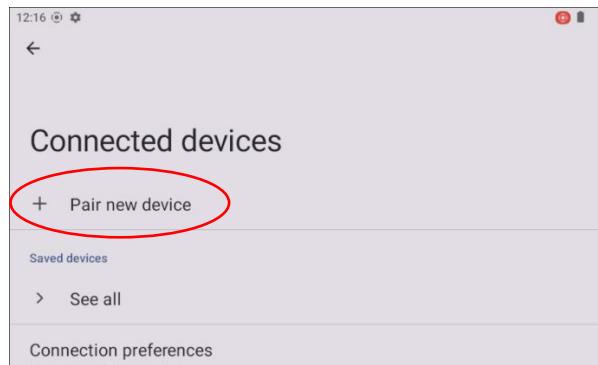 12:16
Connected devices
+ Pair new device
Saved devices
> See all
Connection preferences